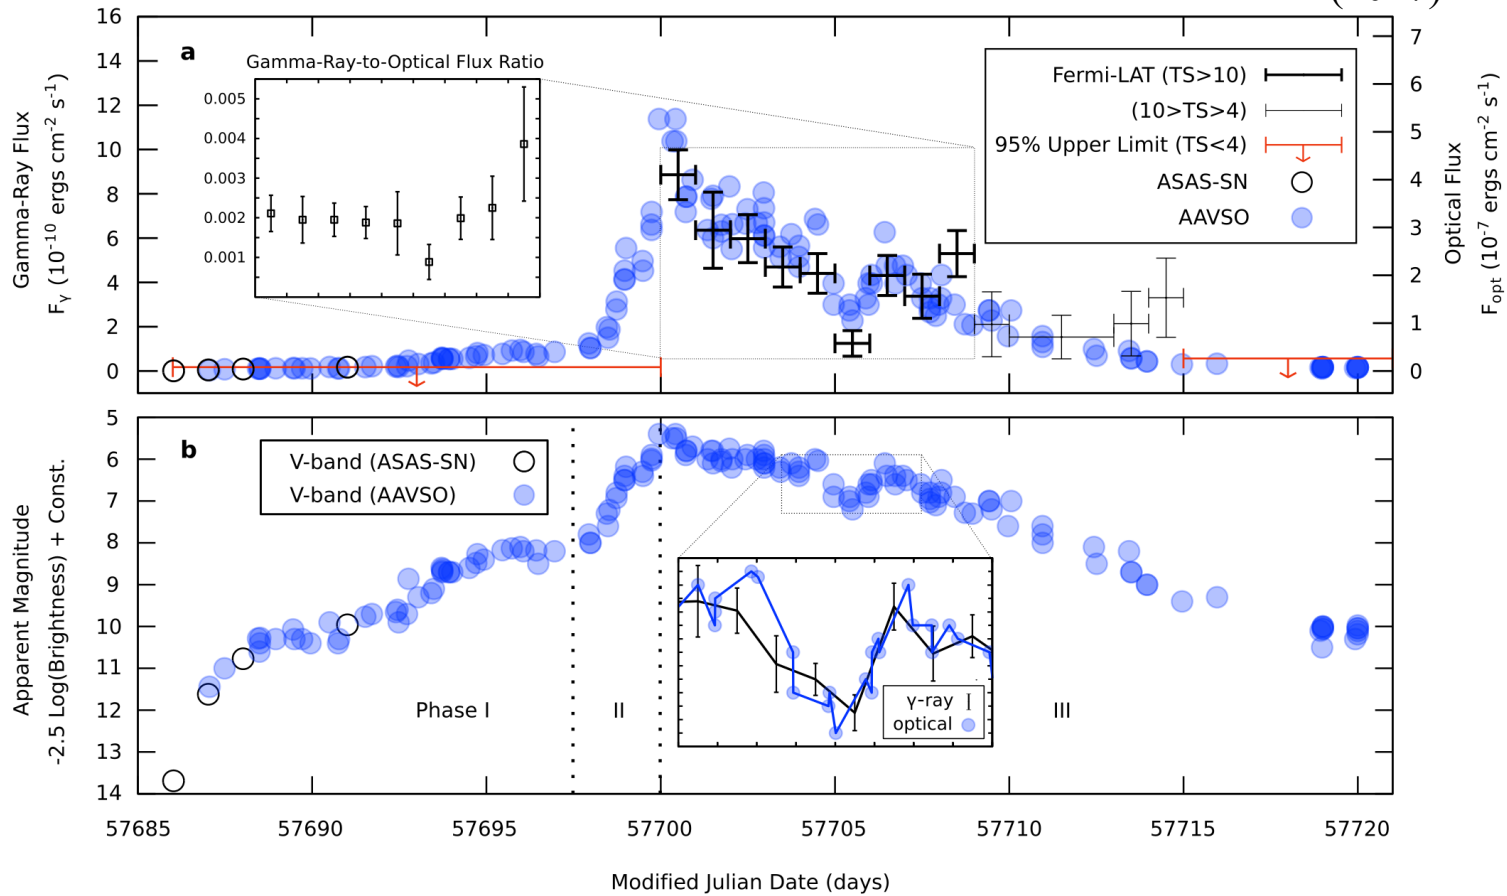 16
14
12
10
8
6
4
2
0
Gamma-Ray Flux
Fγ (10⁻¹⁰ ergs cm⁻² s⁻¹)
a
Gamma-Ray-to-Optical Flux Ratio
0.005
0.004
0.003
0.002
0.001
Fermi-LAT (TS>10)
(10>TS>4)
95% Upper Limit (TS<4)
ASAS-SN
AAVSO
7
6
5
4
3
2
1
0
Optical Flux
Fopt (10⁻⁷ ergs cm⁻² s⁻¹)
5
6
7
8
9
10
11
12
13
14
Apparent Magnitude
-2.5 Log(Brightness) + Const.
b
V-band (ASAS-SN)
V-band (AAVSO)
Phase I
II
III
γ-ray
optical
57685
57690
57695
57700
57705
57710
57715
57720
Modified Julian Date (days)